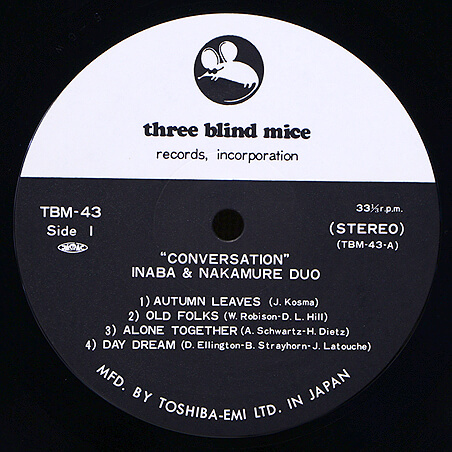 three blind mice
records, incorporation
TBM-43
Side I
33⅓r.p.m.
(STEREO)
(TBM-43-A)
"CONVERSATION"
INABA & NAKAMURE DUO
1) AUTUMN LEAVES (J. Kosma)
2) OLD FOLKS (W. Robison-D. L. Hill)
3) ALONE TOGETHER (A. Schwartz-H. Dietz)
4) DAY DREAM (D. Ellington-B. Strayhorn-J. Latouche)
MFD. BY TOSHIBA-EMI LTD. IN JAPAN